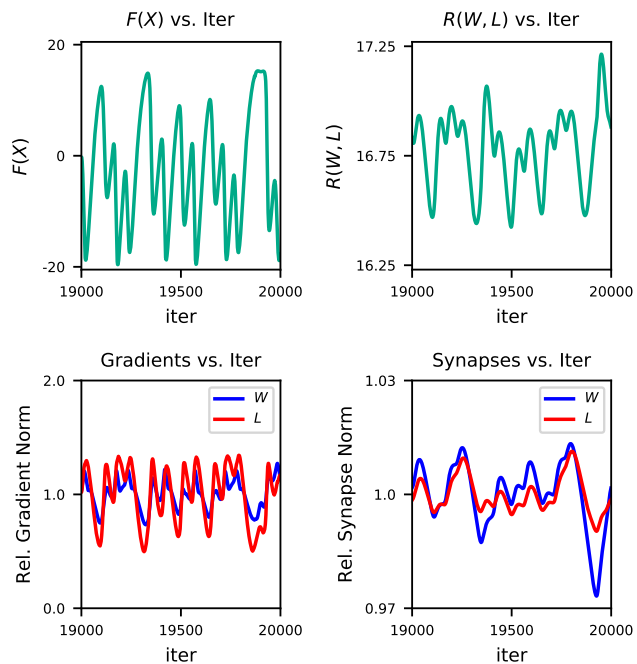 F(X) vs. Iter
20
0
-20
F(X)
19000 19500 20000
iter
R(W, L) vs. Iter
17.25
16.75
16.25
R(W, L)
19000 19500 20000
iter
Gradients vs. Iter
2.0
1.0
0.0
Rel. Gradient Norm
W
L
19000 19500 20000
iter
Synapses vs. Iter
1.03
1.0
0.97
Rel. Synapse Norm
W
L
19000 19500 20000
iter